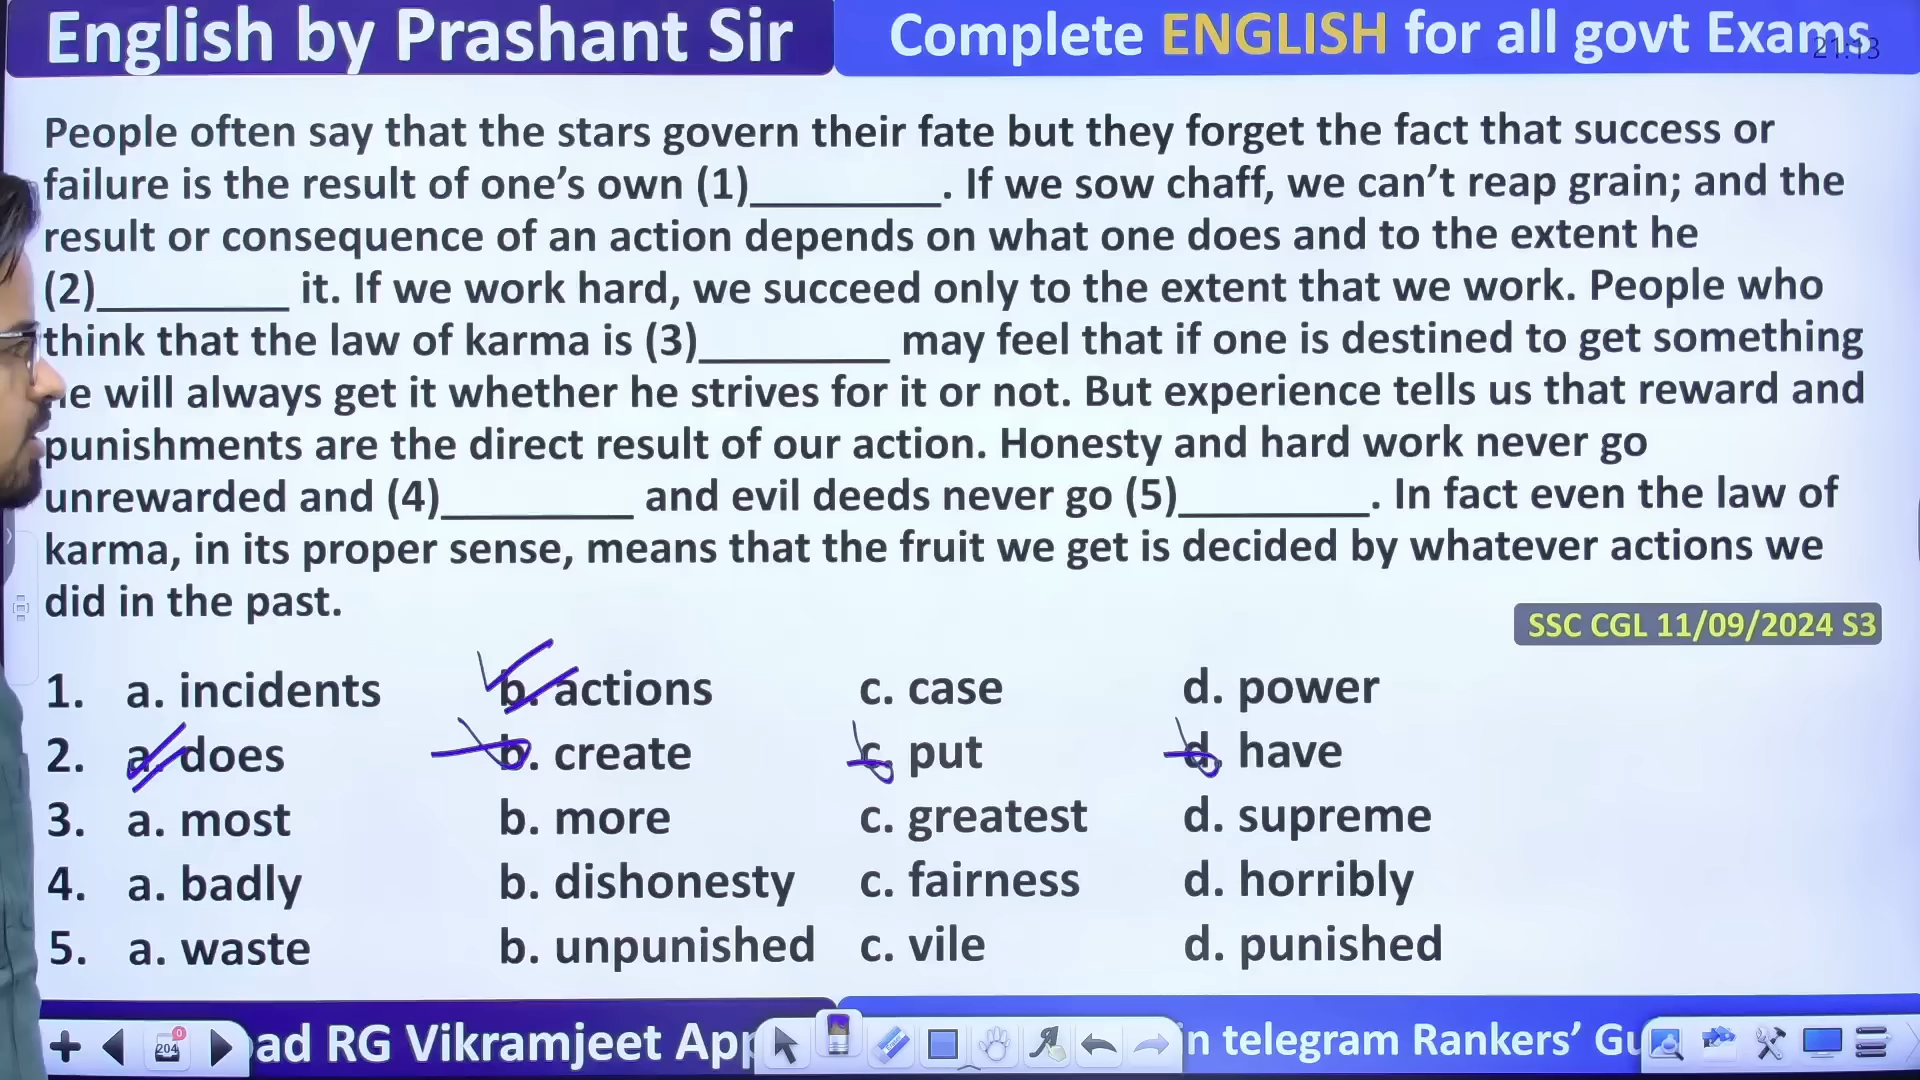 English by Prashant Sir
Complete ENGLISH for all govt Exams
21:13
People often say that the stars govern their fate but they forget the fact that success or
failure is the result of one's own (1)________. If we sow chaff, we can't reap grain; and the
result or consequence of an action depends on what one does and to the extent he
(2)________ it. If we work hard, we succeed only to the extent that we work. People who
think that the law of karma is (3)________ may feel that if one is destined to get something
he will always get it whether he strives for it or not. But experience tells us that reward and
punishments are the direct result of our action. Honesty and hard work never go
unrewarded and (4)________ and evil deeds never go (5)________. In fact even the law of
karma, in its proper sense, means that the fruit we get is decided by whatever actions we
did in the past.
SSC CGL 11/09/2024 S3
1. a. incidents b. actions c. case d. power
2. a. does b. create c. put d. have
3. a. most b. more c. greatest d. supreme
4. a. badly b. dishonesty c. fairness d. horribly
5. a. waste b. unpunished c. vile d. punished
204
0
ad RG Vikramjeet App
in telegram Rankers' Gu